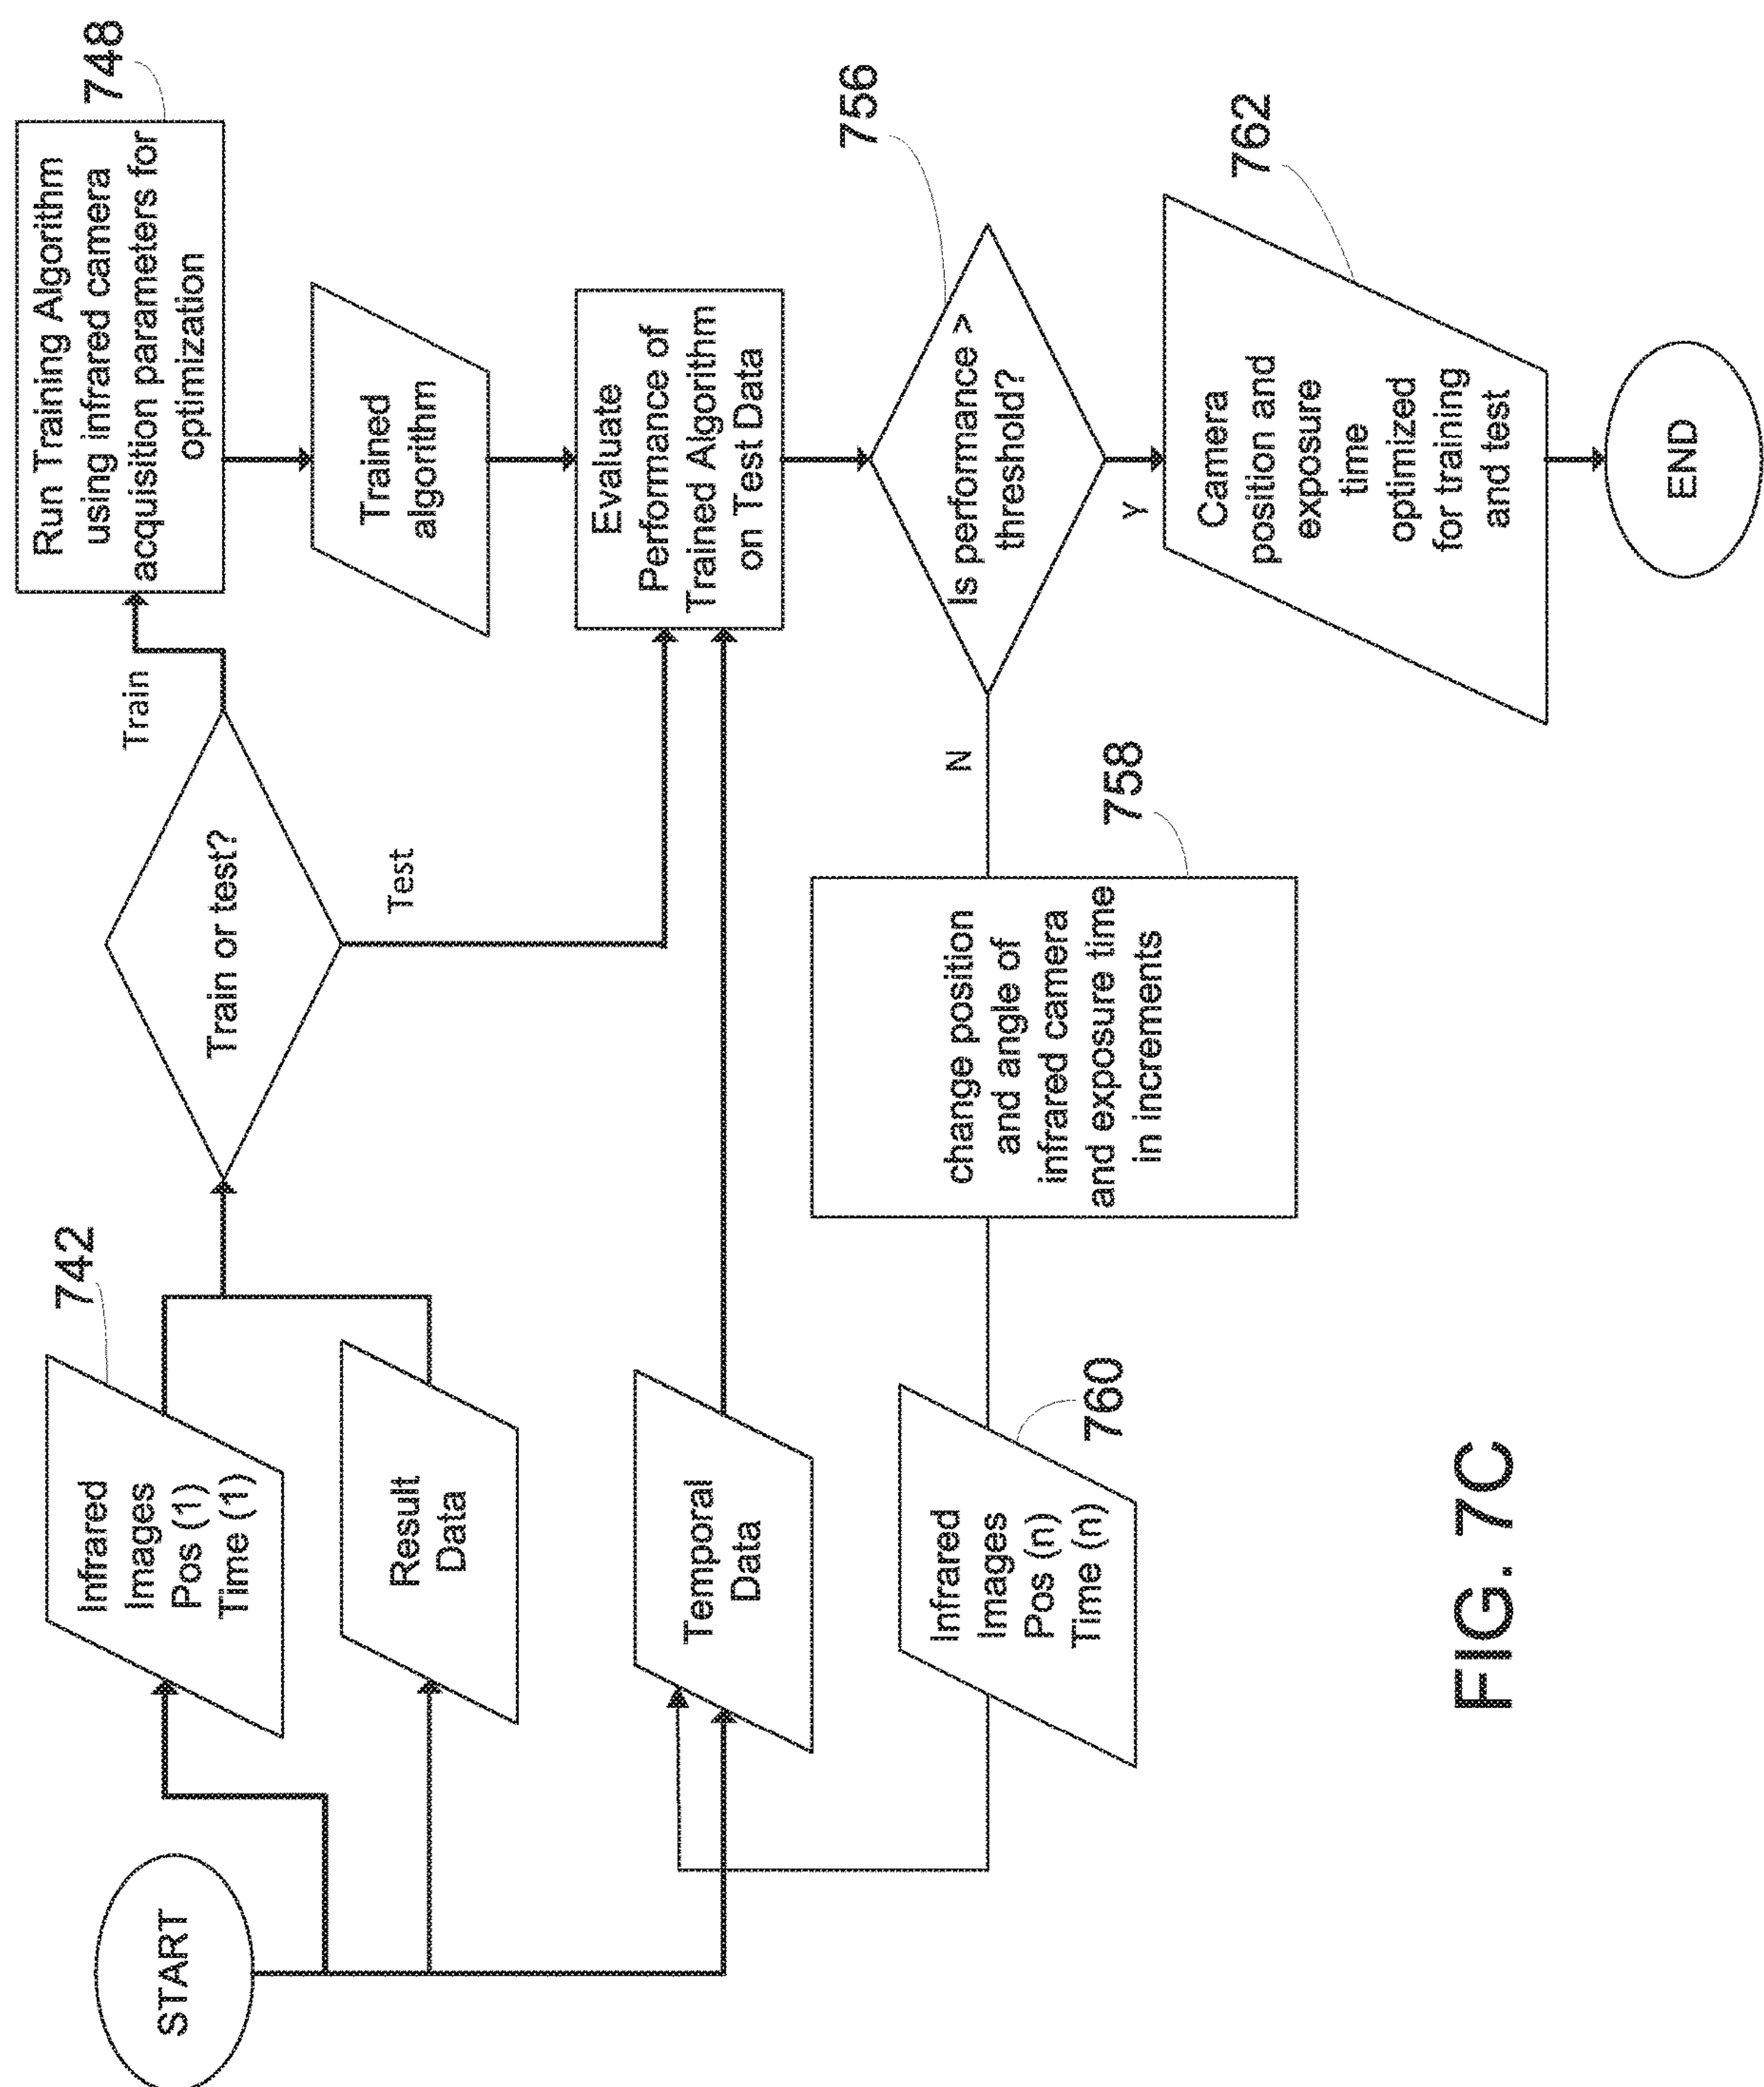 START
742
Infrared
Images
Pos (1)
Time (1)
Result
Data
Temporal
Data
Infrared
Images
Pos (n)
Time (n)
760
Train or test?
Train
Test
748
Run Training Algorithm
using infrared camera
acquisition parameters for
optimization
Trained
algorithm
Evaluate
Performance of
Trained Algorithm
on Test Data
756
Is performance >
threshold?
N
Y
758
change position
and angle of
infrared camera
and exposure time
in increments
762
Camera
position and
exposure
time
optimized
for training
and test
END
FIG. 7C